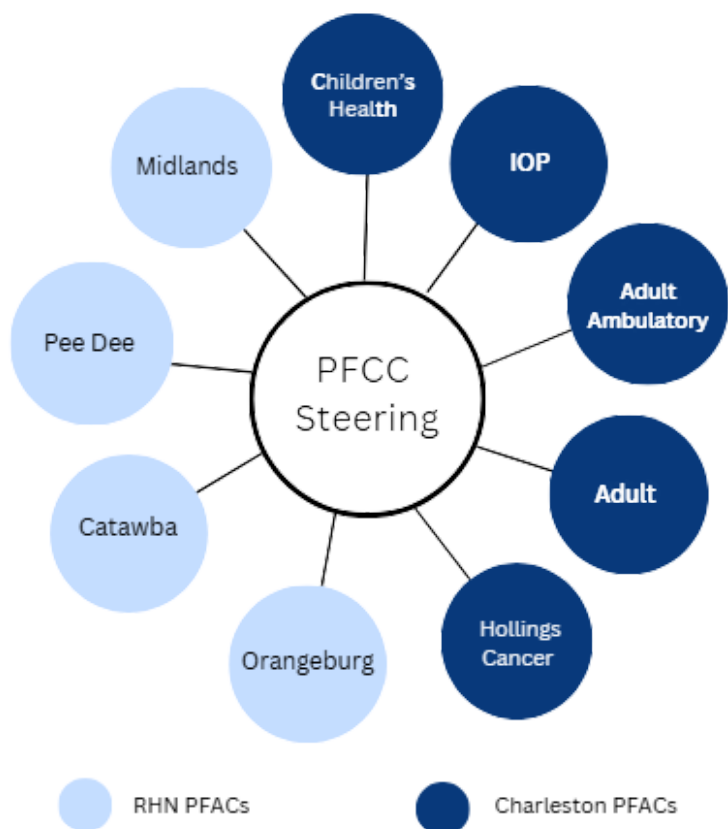 Children's
Health
IOP
Midlands
Adult
Ambulatory
Pee Dee
PFCC
Steering
Adult
Catawba
Hollings
Cancer
Orangeburg
RHN PFACs
Charleston PFACs